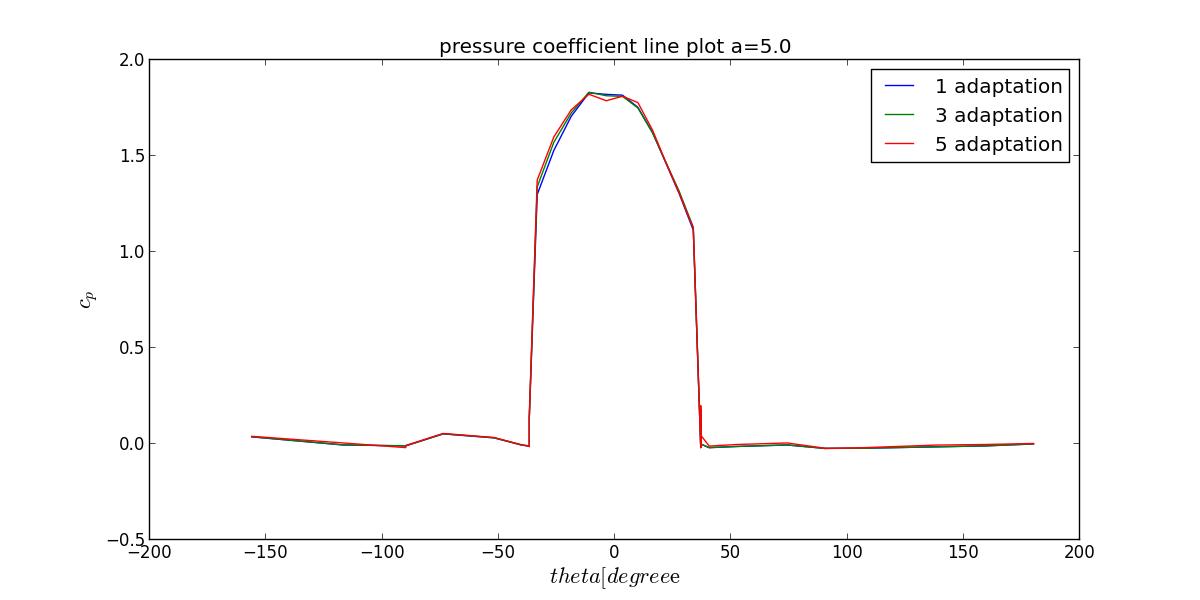 pressure coefficient line plot a=5.0
2.0
1.5
1.0
0.5
0.0
−0.5
c_p
1 adaptation
3 adaptation
5 adaptation
−200 −150 −100 −50 0 50 100 150 200
theta[degree e